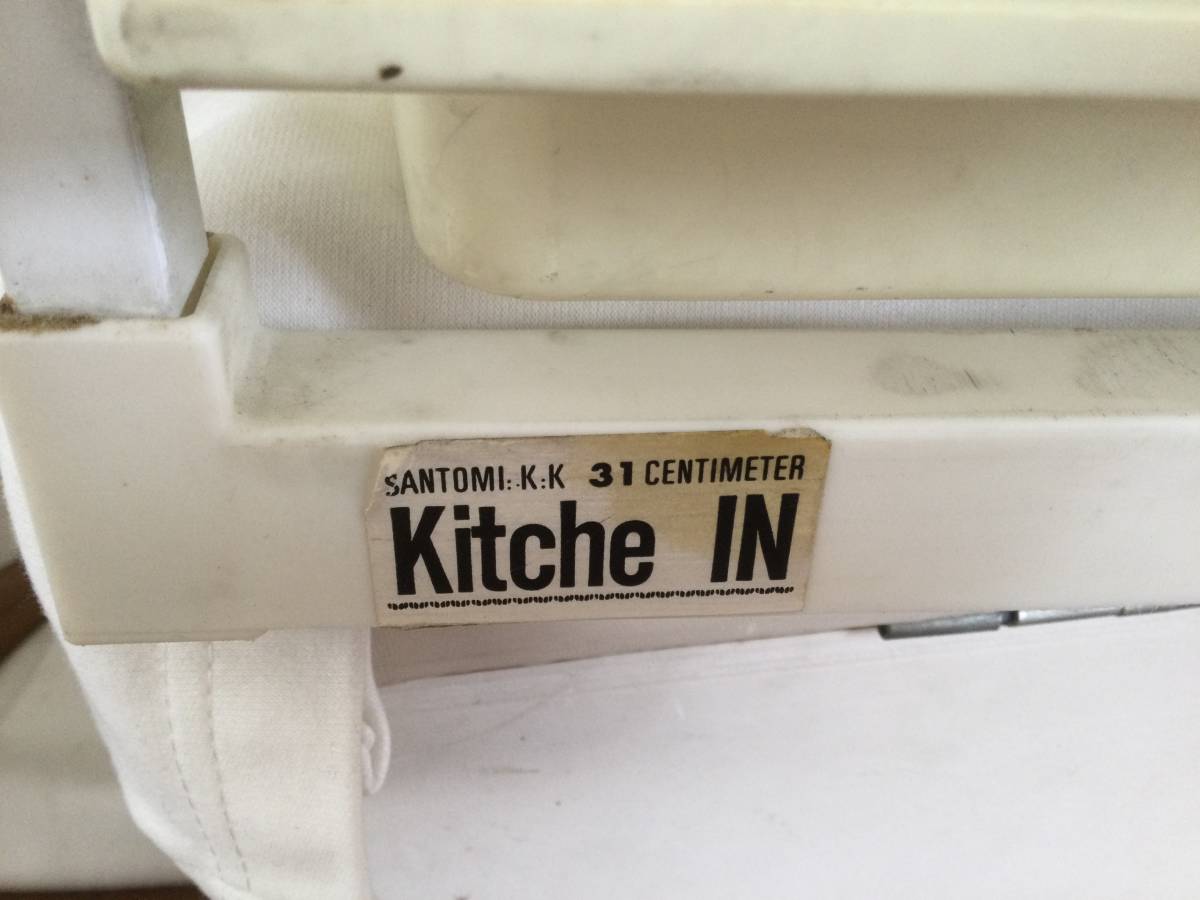 SANTOMI. K.K 31 CENTIMETER
Kitche IN